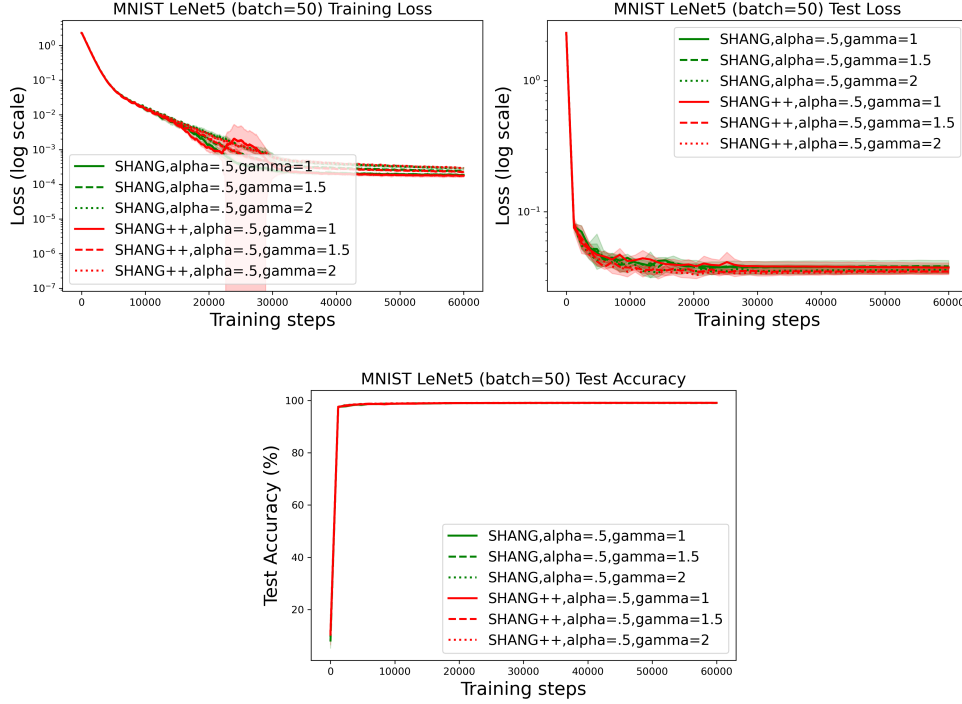 MNIST LeNet5 (batch=50) Training Loss
Loss (log scale)
10⁰
10⁻¹
10⁻²
10⁻³
10⁻⁴
10⁻⁵
10⁻⁶
10⁻⁷
SHANG,alpha=.5,gamma=1
SHANG,alpha=.5,gamma=1.5
SHANG,alpha=.5,gamma=2
SHANG++,alpha=.5,gamma=1
SHANG++,alpha=.5,gamma=1.5
SHANG++,alpha=.5,gamma=2
0 10000 20000 30000 40000 50000 60000
Training steps
MNIST LeNet5 (batch=50) Test Loss
Loss (log scale)
10⁰
10⁻¹
SHANG,alpha=.5,gamma=1
SHANG,alpha=.5,gamma=1.5
SHANG,alpha=.5,gamma=2
SHANG++,alpha=.5,gamma=1
SHANG++,alpha=.5,gamma=1.5
SHANG++,alpha=.5,gamma=2
0 10000 20000 30000 40000 50000 60000
Training steps
MNIST LeNet5 (batch=50) Test Accuracy
Test Accuracy (%)
100
80
60
40
20
SHANG,alpha=.5,gamma=1
SHANG,alpha=.5,gamma=1.5
SHANG,alpha=.5,gamma=2
SHANG++,alpha=.5,gamma=1
SHANG++,alpha=.5,gamma=1.5
SHANG++,alpha=.5,gamma=2
0 10000 20000 30000 40000 50000 60000
Training steps